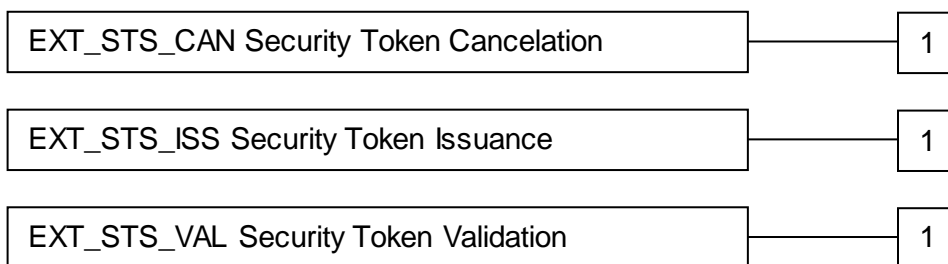 EXT_STS_CAN Security Token Cancelation 1
EXT_STS_ISS Security Token Issuance 1
EXT_STS_VAL Security Token Validation 1